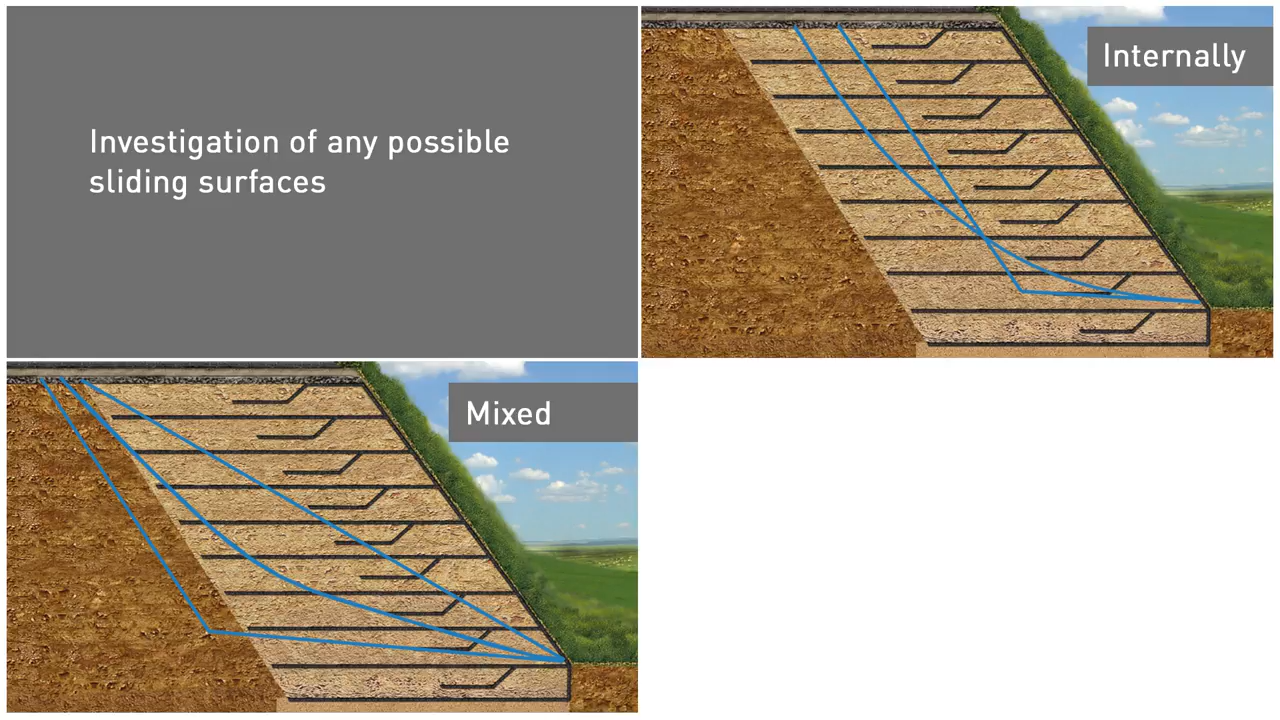 Investigation of any possible
sliding surfaces
Internally
Mixed